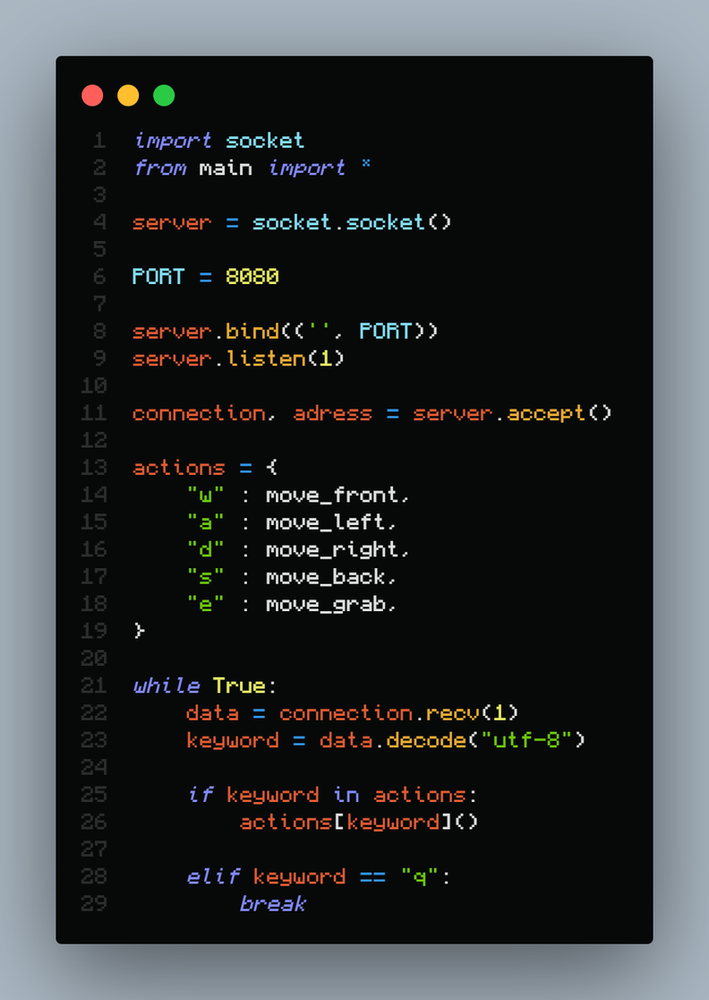 1 import socket
2 from main import *
3
4 server = socket.socket()
5
6 PORT = 8080
7
8 server.bind(('', PORT))
9 server.listen(1)
10
11 connection, adress = server.accept()
12
13 actions = {
14     "w" : move_front,
15     "a" : move_left,
16     "d" : move_right,
17     "s" : move_back,
18     "e" : move_grab,
19 }
20
21 while True:
22     data = connection.recv(1)
23     keyword = data.decode("utf-8")
24
25     if keyword in actions:
26         actions[keyword]()
27
28     elif keyword == "q":
29         break